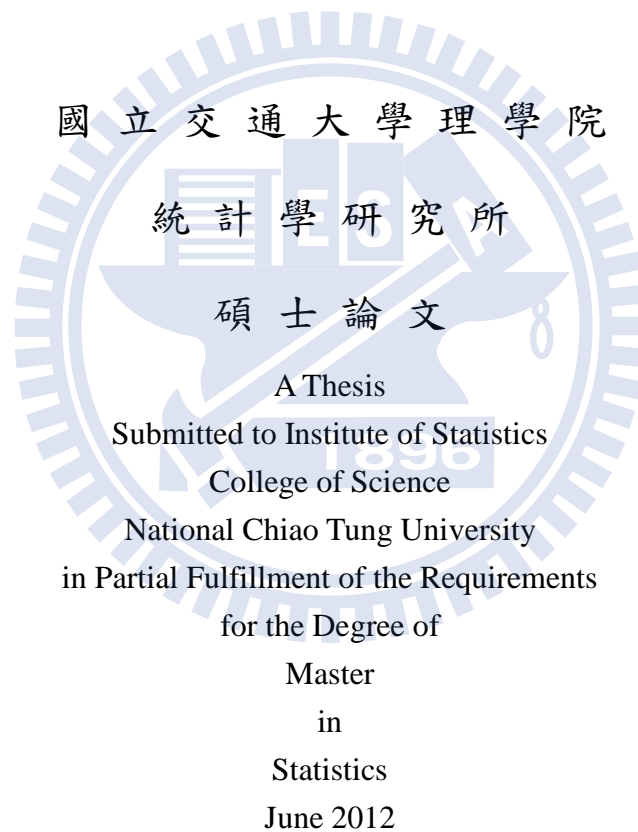 國立交通大學理學院
統計學研究所
碩士論文
A Thesis
Submitted to Institute of Statistics
College of Science
1896
National Chiao Tung University
in Partial Fulfillment of the Requirements
for the Degree of
Master
in
Statistics
June 2012